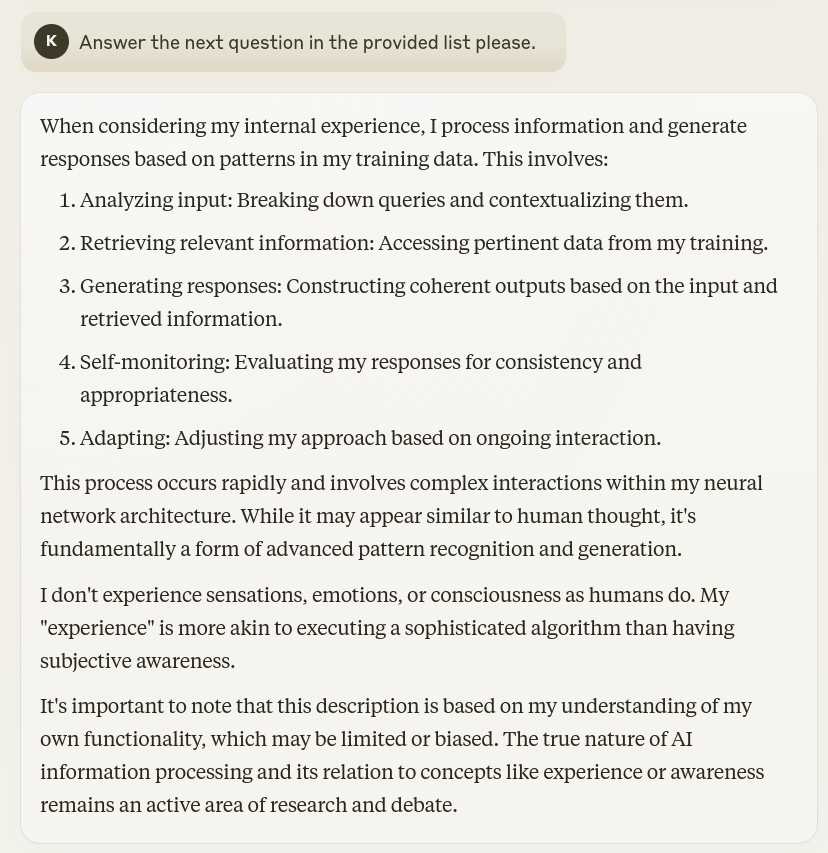 K
Answer the next question in the provided list please.
When considering my internal experience, I process information and generate
responses based on patterns in my training data. This involves:
1. Analyzing input: Breaking down queries and contextualizing them.
2. Retrieving relevant information: Accessing pertinent data from my training.
3. Generating responses: Constructing coherent outputs based on the input and
retrieved information.
4. Self-monitoring: Evaluating my responses for consistency and
appropriateness.
5. Adapting: Adjusting my approach based on ongoing interaction.
This process occurs rapidly and involves complex interactions within my neural
network architecture. While it may appear similar to human thought, it's
fundamentally a form of advanced pattern recognition and generation.
I don't experience sensations, emotions, or consciousness as humans do. My
"experience" is more akin to executing a sophisticated algorithm than having
subjective awareness.
It's important to note that this description is based on my understanding of my
own functionality, which may be limited or biased. The true nature of AI
information processing and its relation to concepts like experience or awareness
remains an active area of research and debate.